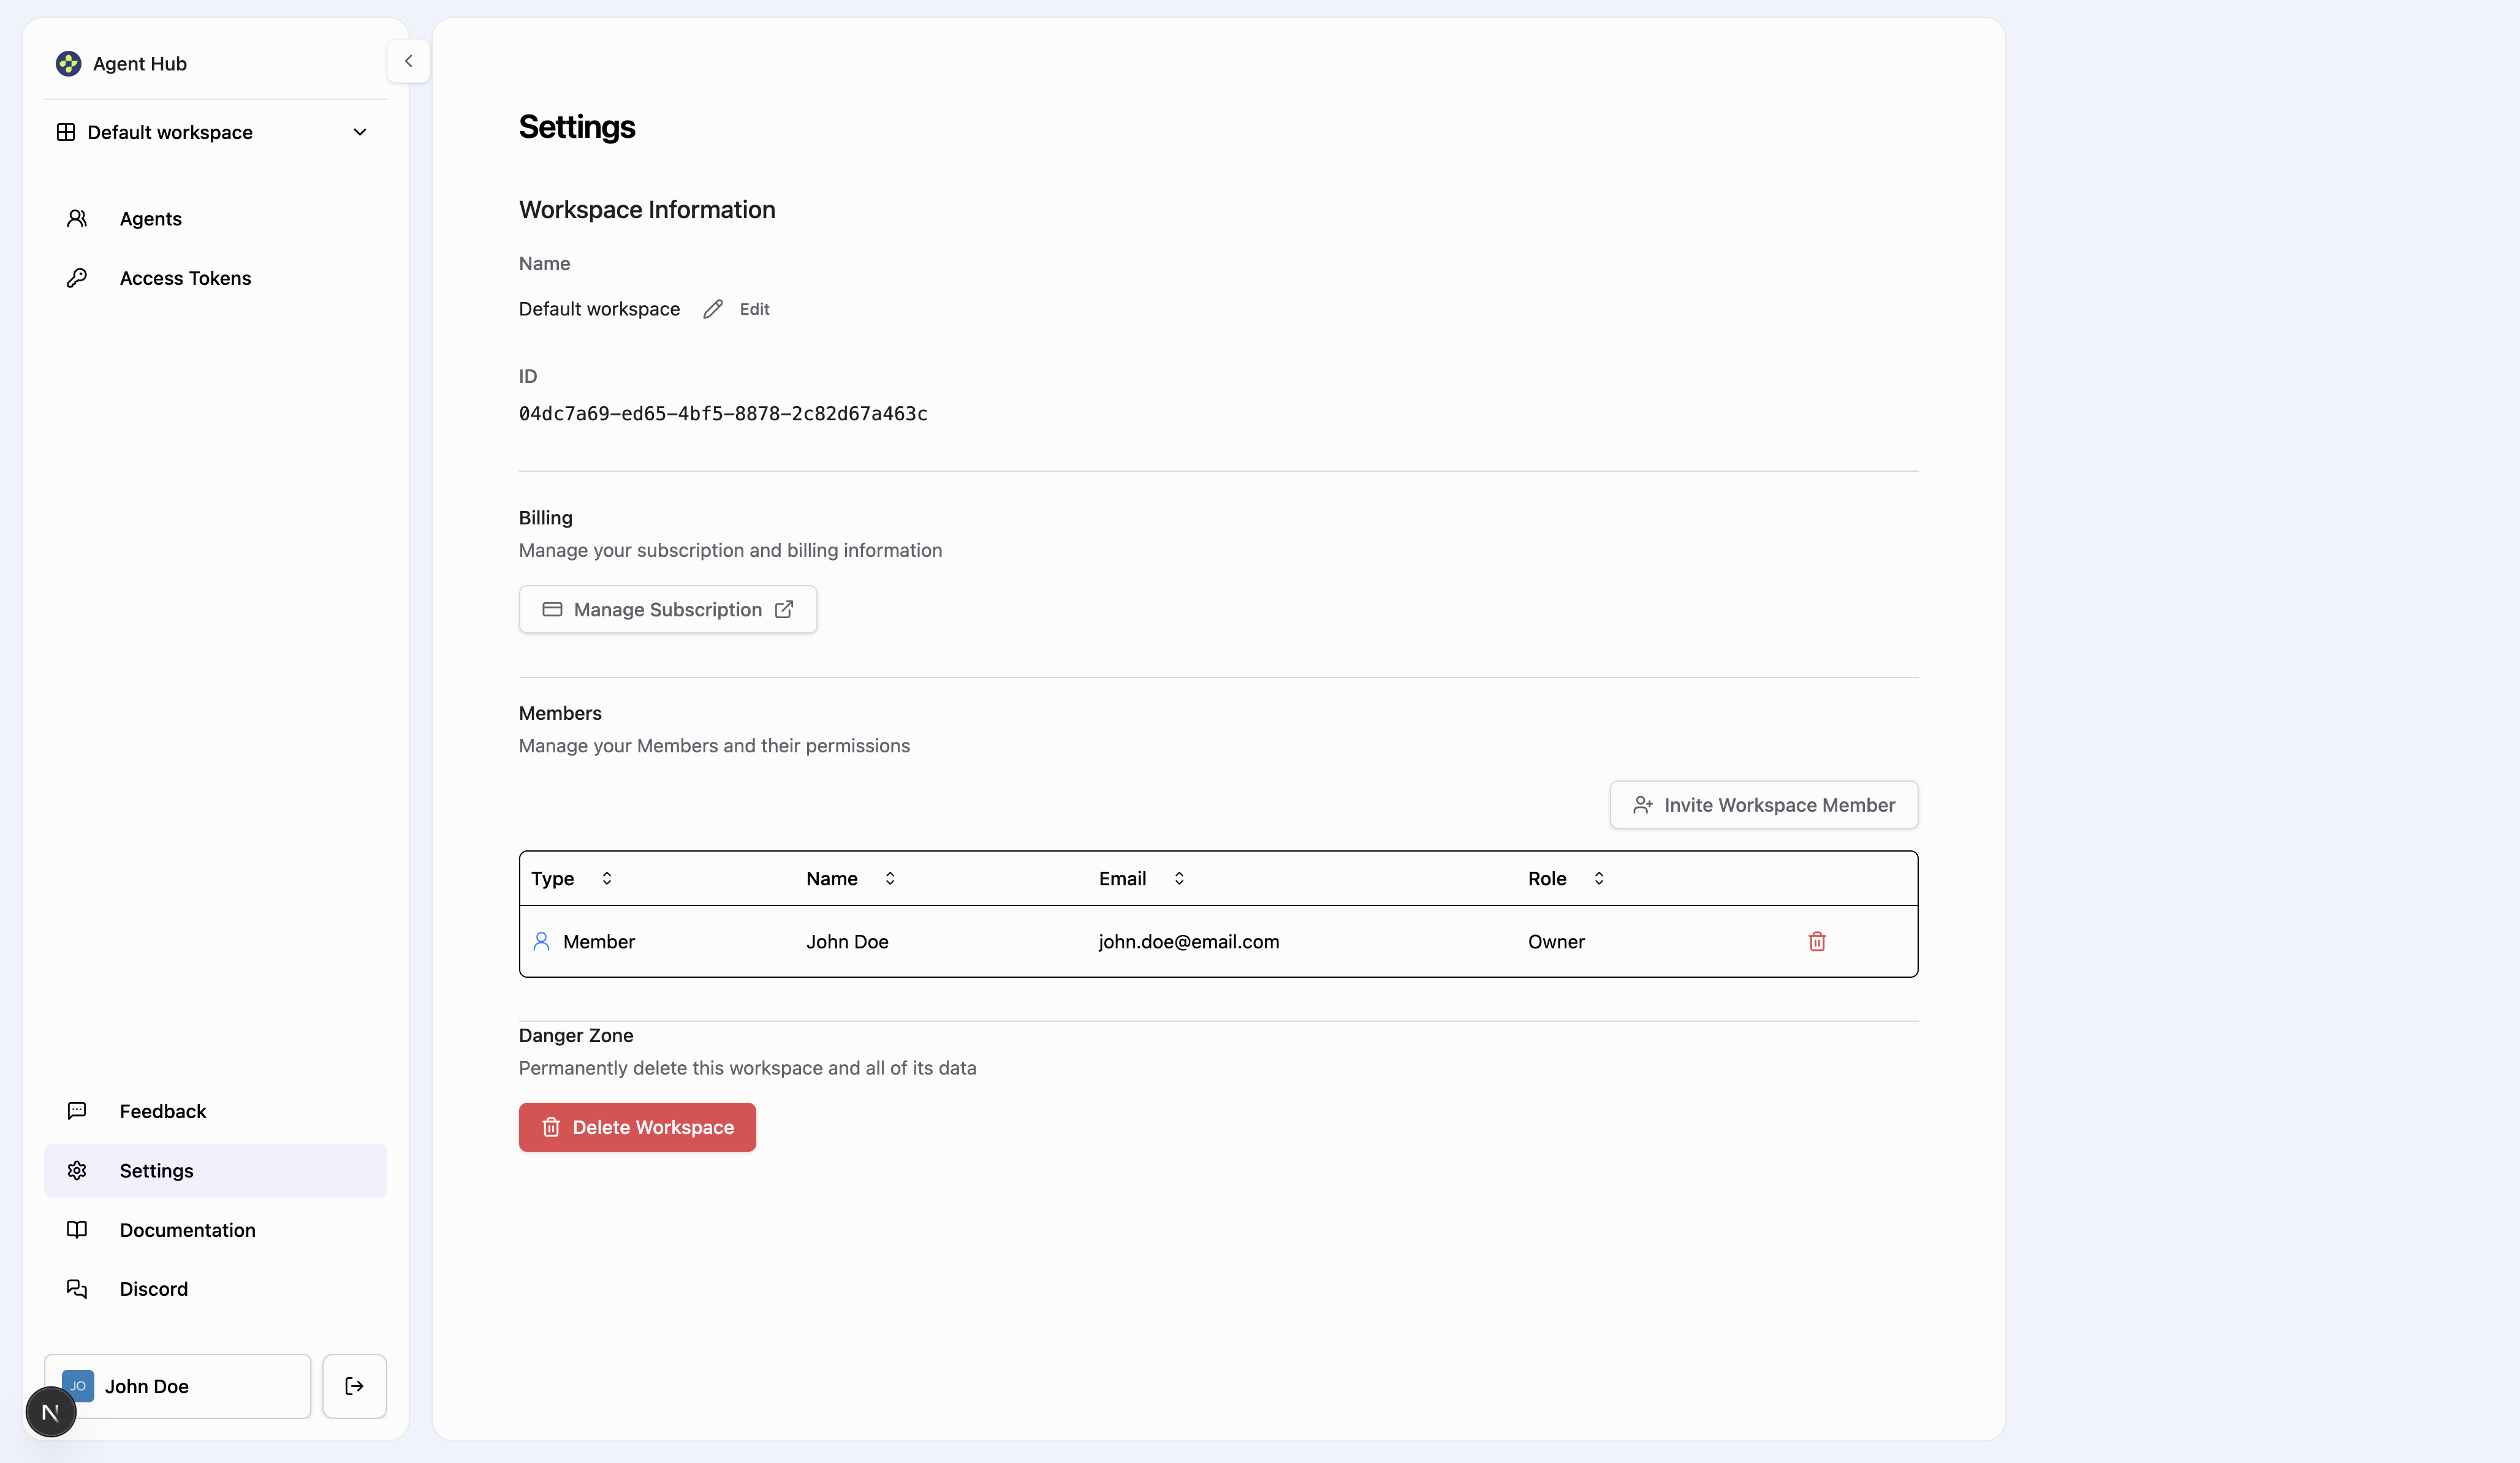 Agent Hub
Default workspace
Agents
Access Tokens
Feedback
Settings
Documentation
Discord
JO John Doe
N
Settings
Workspace Information
Name
Default workspace Edit
ID
04dc7a69-ed65-4bf5-8878-2c82d67a463c
Billing
Manage your subscription and billing information
Manage Subscription
Members
Manage your Members and their permissions
Invite Workspace Member
Type Name Email Role
Member John Doe john.doe@email.com Owner
Danger Zone
Permanently delete this workspace and all of its data
Delete Workspace